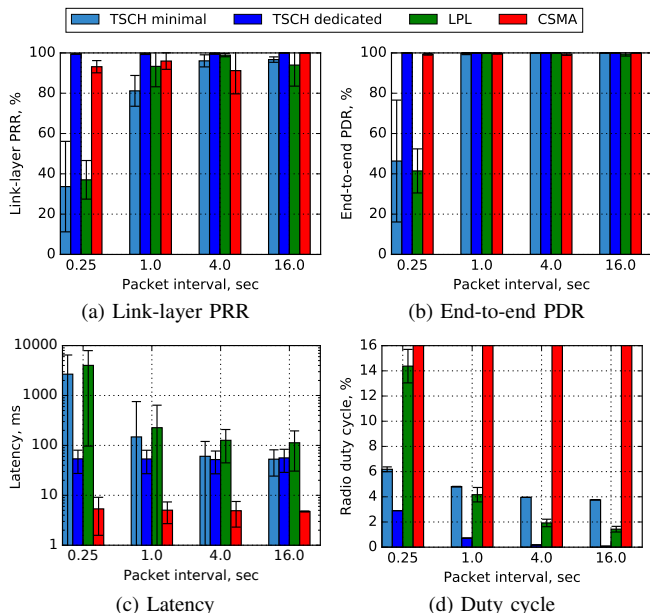 TSCH minimal TSCH dedicated LPL CSMA
100
80
60
40
20
0
Link-layer PRR, %
0.25 1.0 4.0 16.0
Packet interval, sec
(a) Link-layer PRR
100
80
60
40
20
0
End-to-end PDR, %
0.25 1.0 4.0 16.0
Packet interval, sec
(b) End-to-end PDR
10000
1000
100
10
1
Latency, ms
0.25 1.0 4.0 16.0
Packet interval, sec
(c) Latency
16
14
12
10
8
6
4
2
0
Radio duty cycle, %
0.25 1.0 4.0 16.0
Packet interval, sec
(d) Duty cycle